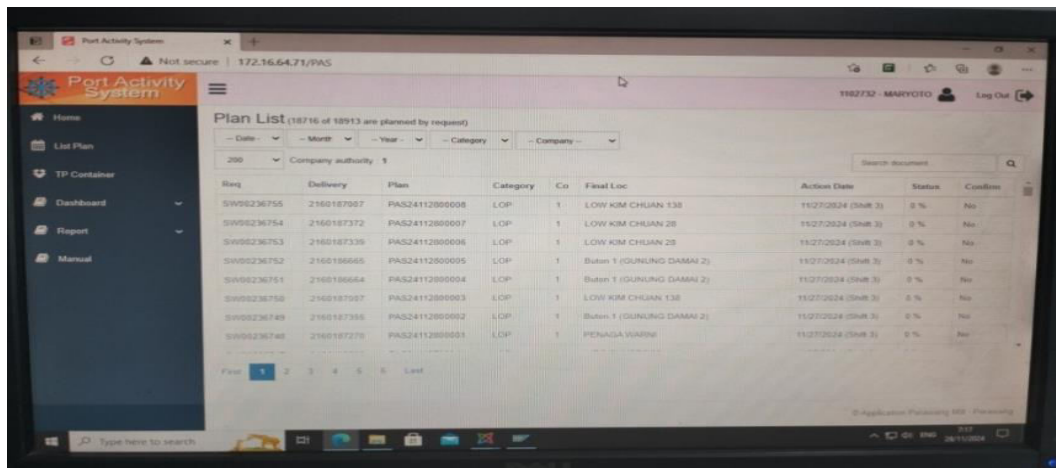 Port Activity System
Not secure | 172.16.64.71/PAS
Port Activity
System
1102732 - MARYOTO
Log Out
Home
List Plan
TP Container
Dashboard
Report
Manual
Plan List (18716 of 18913 are planned by request)
-- Date -- -- Month -- Year -- -- Category -- Company --
200 Company authority : 1 Search document
Req Delivery Plan Category Co Final Loc Action Date Status Confirm
SW00236755 2160187007 PAS24112800008 LOP 1 LOW KIM CHUAN 138 11/27/2024 (Shift 3) 0 % No
SW00236754 2160187372 PAS24112800007 LOP 1 LOW KIM CHUAN 28 11/27/2024 (Shift 3) 0 % No
SW00236753 PAS24112800006 LOP 1 LOW KIM CHUAN 28 11/27/2024 (Shift 3) 0 % No
SW00236752 PAS24112800005 LOP 1 Buton 1 (GUNUNG DAMAI 2) 11/27/2024 (Shift 3) 0 % No
SW00236751 PAS24112800004 LOP 1 Buton 1 (GUNUNG DAMAI 2) 11/27/2024 (Shift 3) 0 % No
SW00236750 PAS24112800003 LOP 1 LOW KIM CHUAN 138 11/27/2024 (Shift 3) 0 % No
SW00236749 PAS24112800002 LOP 1 Buton 1 (GUNUNG DAMAI 2) 11/27/2024 (Shift 3) 0 % No
SW00236748 2160187270 PAS24112800001 LOP 1 PENAGA WARNI 11/27/2024 (Shift 3) 0 % No
First 1 2 3 4 5 6 Last
© Application Perawang Mill - Perawang
Type here to search
ENG
28/11/2024